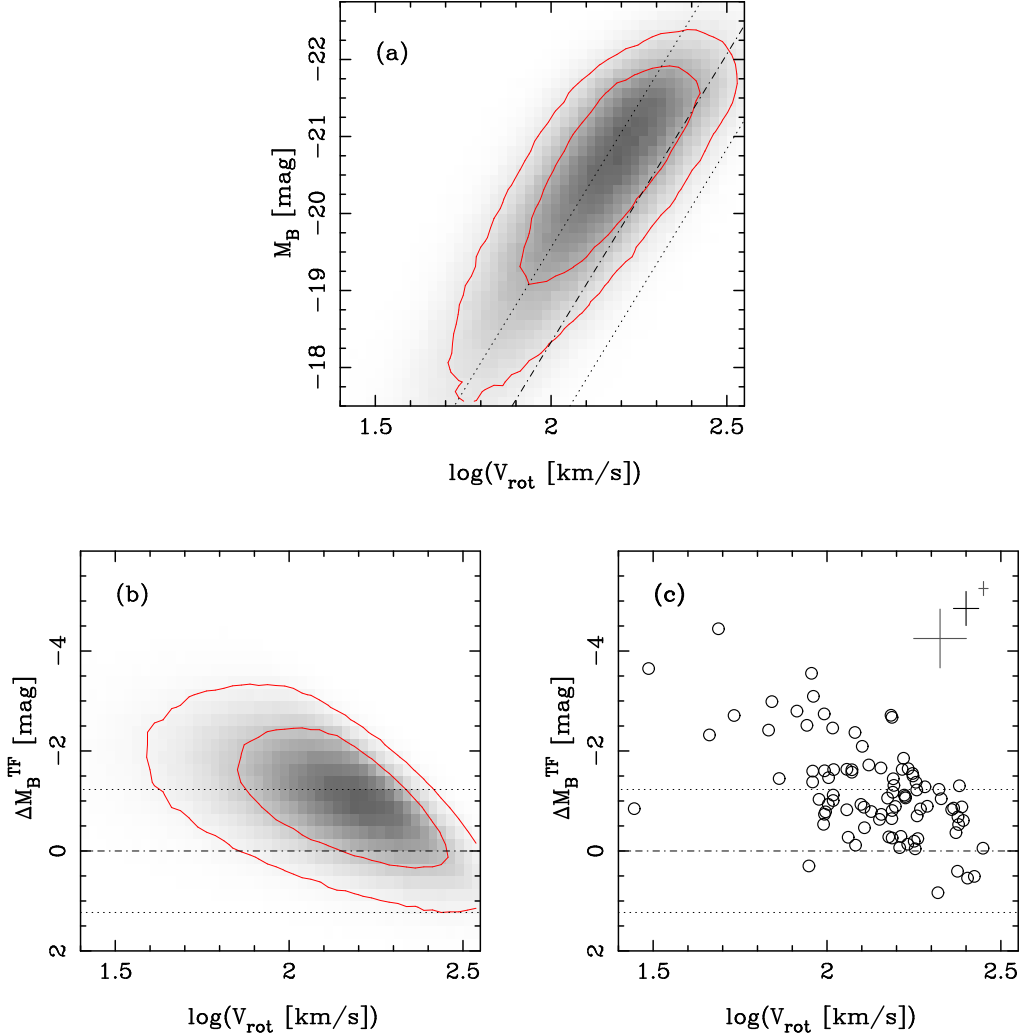 (a)
-22
-21
-20
-19
-18
M_B [mag]
1.5 2 2.5
log(V_rot [km/s])
(b)
-4
-2
0
2
ΔM_B^TF [mag]
1.5 2 2.5
log(V_rot [km/s])
(c)
-4
-2
0
2
ΔM_B^TF [mag]
1.5 2 2.5
log(V_rot [km/s])